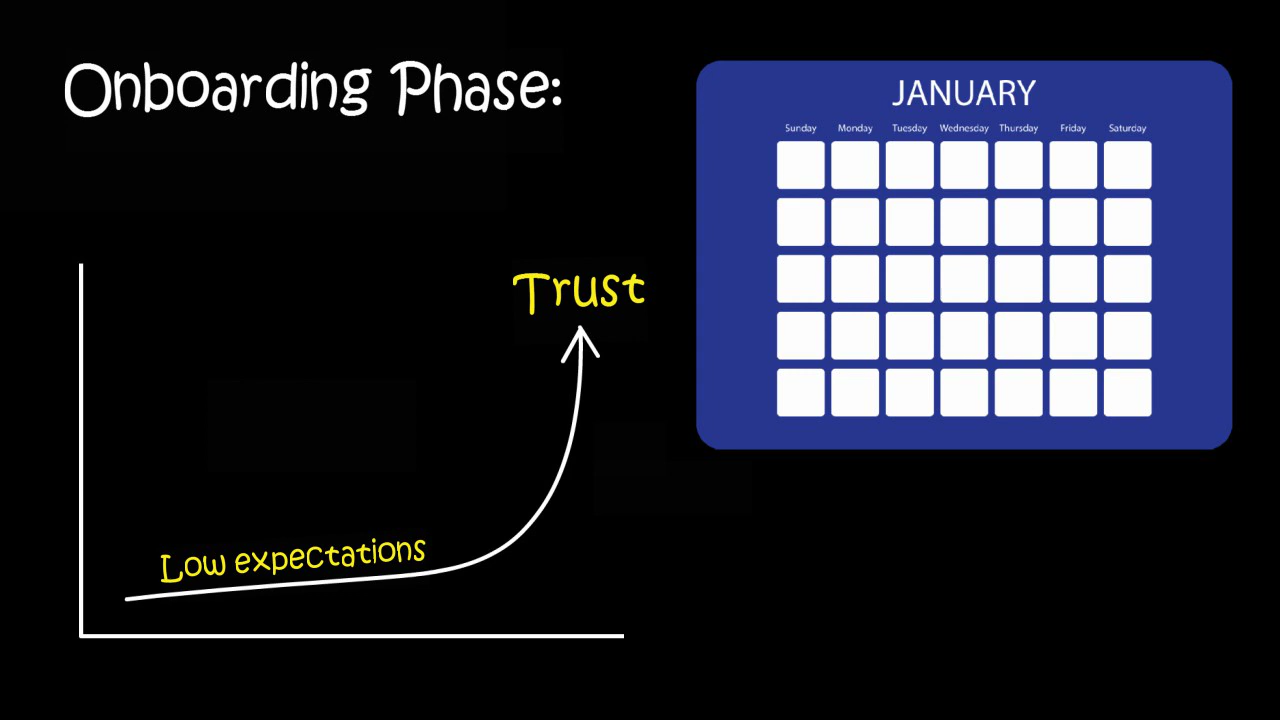 Onboarding Phase:
JANUARY
Sunday Monday Tuesday Wednesday Thursday Friday Saturday
Trust
Low expectations